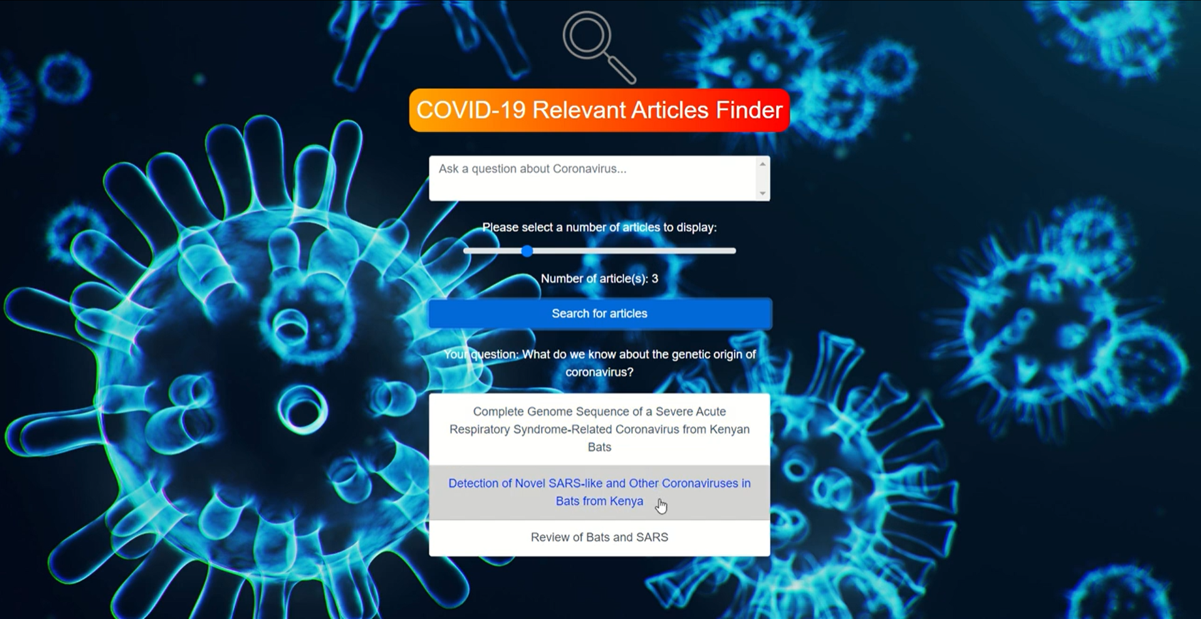 COVID-19 Relevant Articles Finder
Ask a question about Coronavirus...
Please select a number of articles to display:
Number of article(s): 3
Search for articles
Your question: What do we know about the genetic origin of
coronavirus?
Complete Genome Sequence of a Severe Acute
Respiratory Syndrome-Related Coronavirus from Kenyan
Bats
Detection of Novel SARS-like and Other Coronaviruses in
Bats from Kenya
Review of Bats and SARS